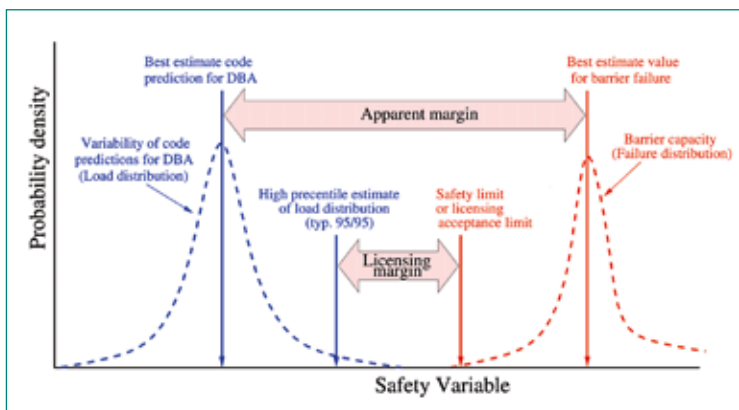 Best estimate code
prediction for DBA
Best estimate value
for barrier failure
Apparent margin
Variability of code
predictions for DBA
(Load distribution)
Barrier capacity
(Failure distribution)
High precentile estimate
of load distribution
(typ. 95/95)
Safety limit
or licensing
acceptance limit
Licensing
margin
Probability density
Safety Variable